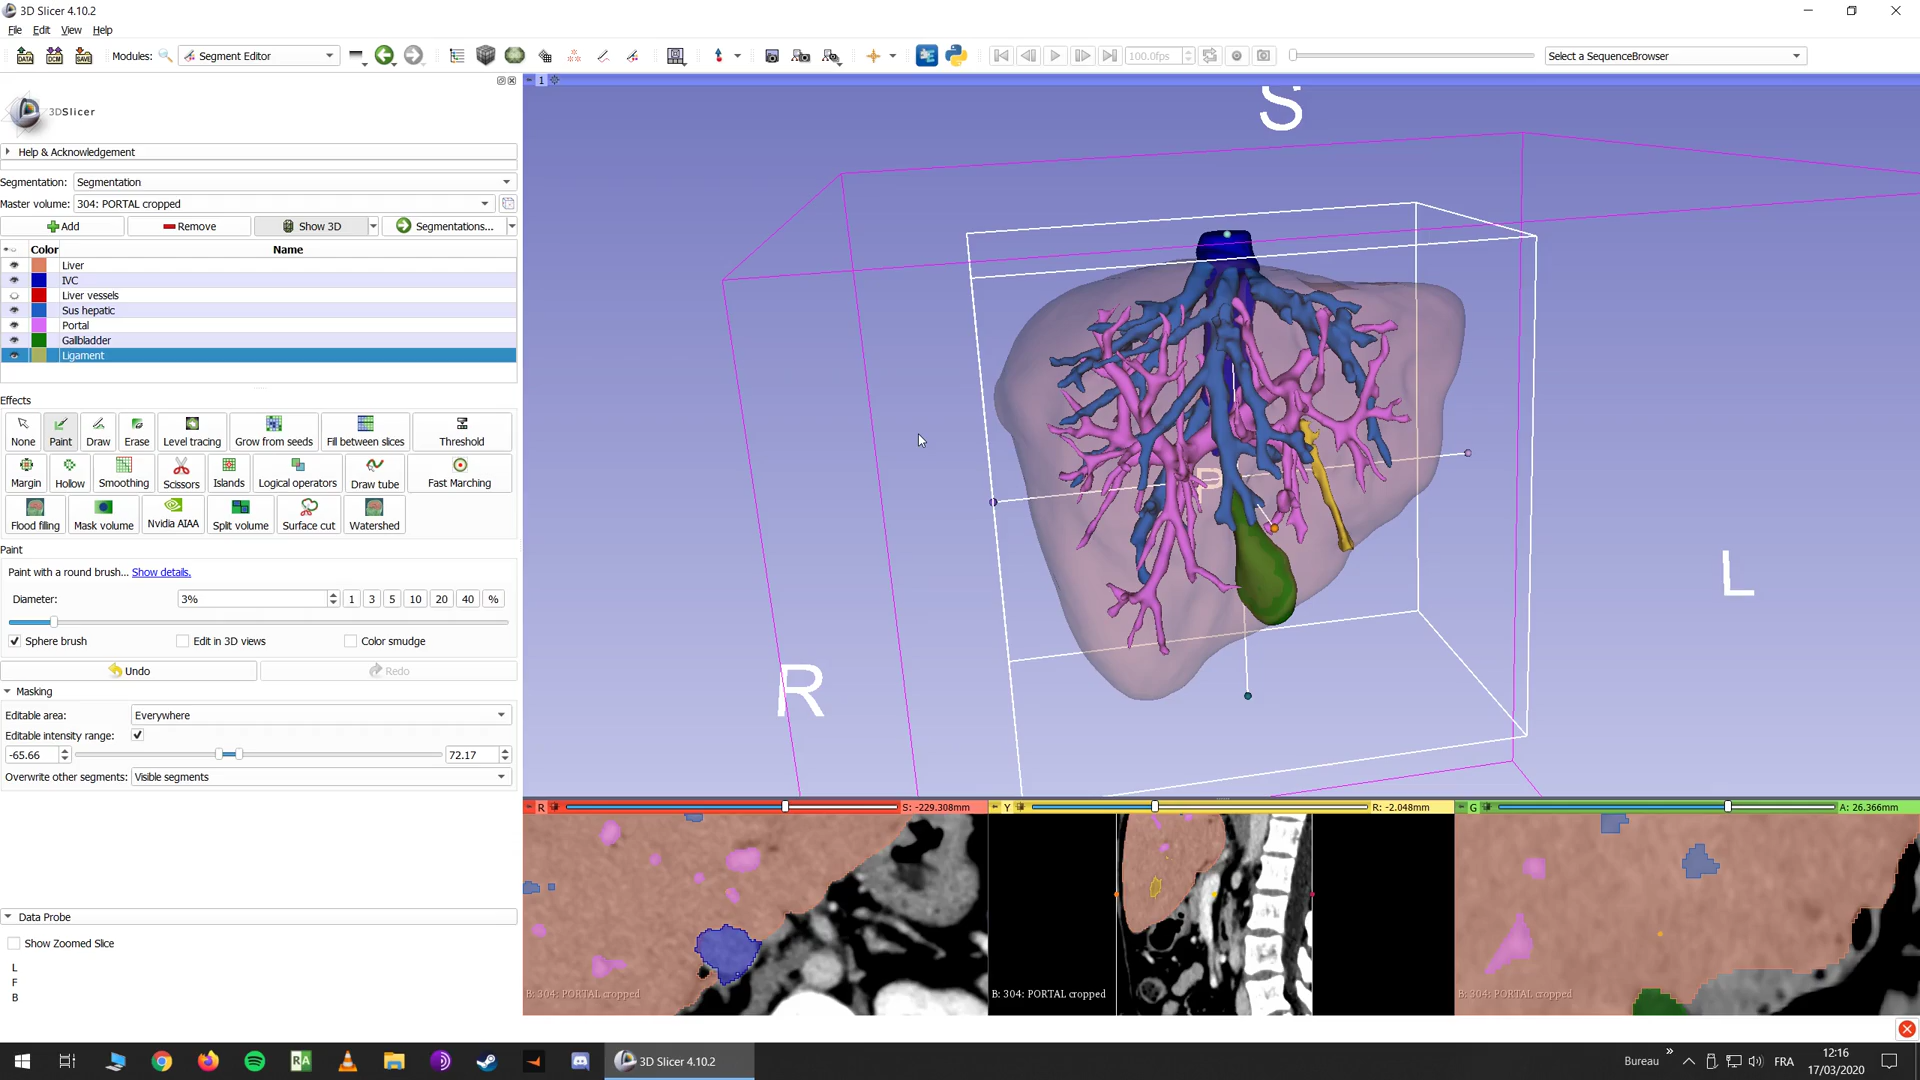 3D Slicer 4.10.2
File Edit View Help
DATA DCM SAVE Modules: Segment Editor 100.0fps Select a SequenceBrowser
1
3DSlicer
Help & Acknowledgement
Segmentation: Segmentation
Master volume: 304: PORTAL cropped
Add Remove Show 3D Segmentations...
Color Name
Liver
IVC
Liver vessels
Sus hepatic
Portal
Gallbladder
Ligament
Effects
None Paint Draw Erase Level tracing Grow from seeds Fill between slices Threshold
Margin Hollow Smoothing Scissors Islands Logical operators Draw tube Fast Marching
Flood filling Mask volume Nvidia AIAA Split volume Surface cut Watershed
Paint
Paint with a round brush... Show details.
Diameter: 3% 1 3 5 10 20 40 %
Sphere brush Edit in 3D views Color smudge
Undo Redo
Masking
Editable area: Everywhere
Editable intensity range:
-65.66 72.17
Overwrite other segments: Visible segments
Data Probe
Show Zoomed Slice
L
F
B
S
P
L
R
R S: -229.308mm
B: 304: PORTAL cropped
Y R: -2.048mm
B: 304: PORTAL cropped
G A: 26.366mm
B: 304: PORTAL cropped
RA 3D Slicer 4.10.2 Bureau » FRA 12:16
17/03/2020